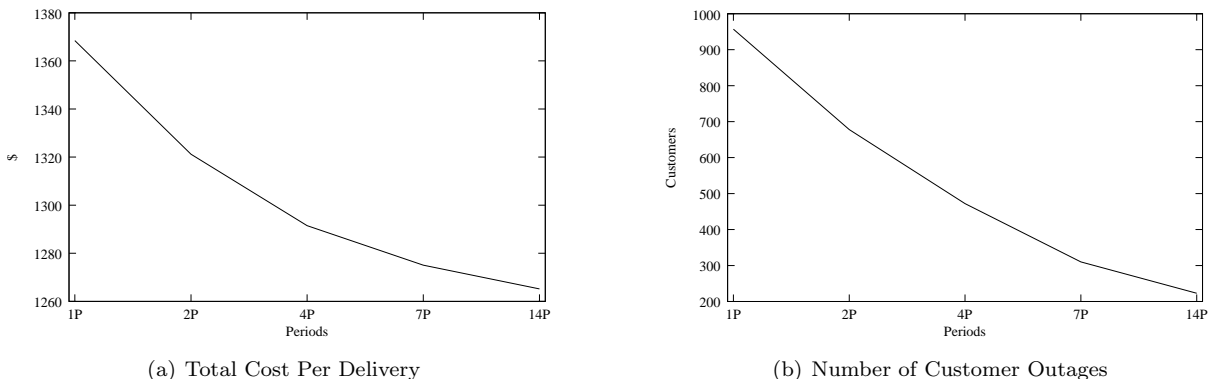 1380
1360
1340
1320
1300
1280
1260
$
1P 2P 4P 7P 14P
Periods
(a) Total Cost Per Delivery
1000
900
800
700
600
500
400
300
200
Customers
1P 2P 4P 7P 14P
Periods
(b) Number of Customer Outages